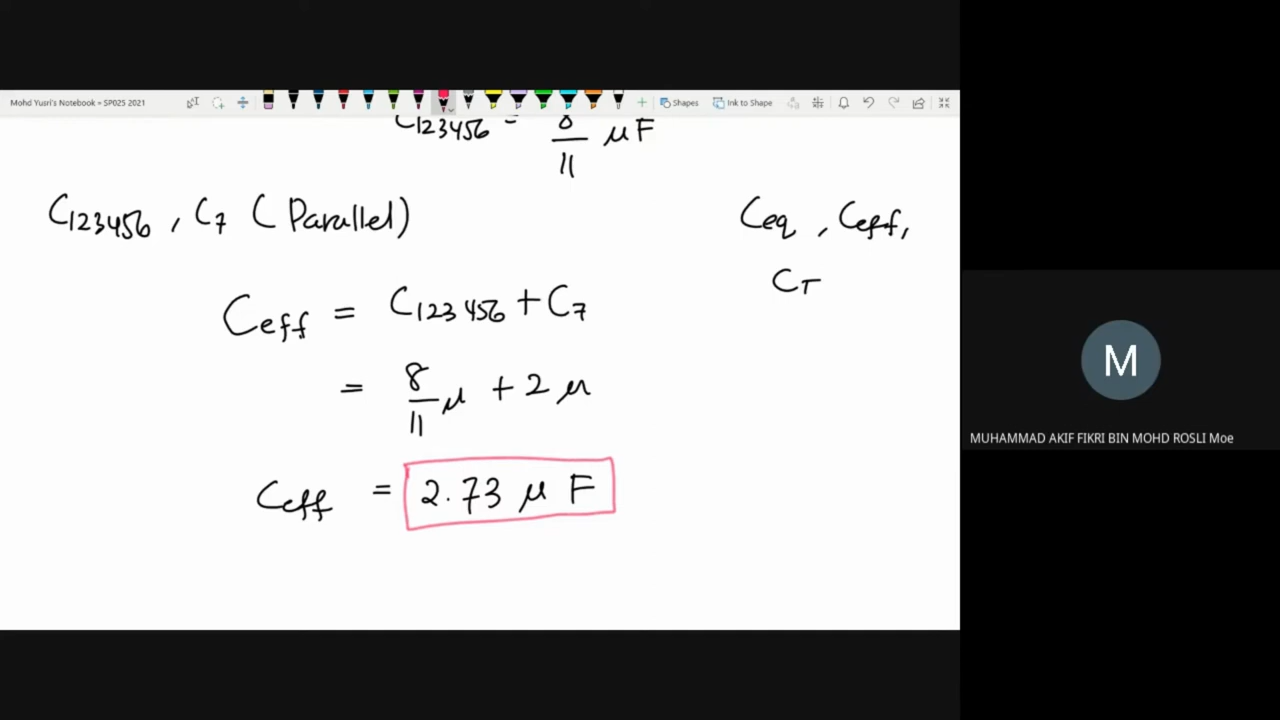 Mohd Yusri's Notebook » SP025 2021
Shapes
Ink to Shape
C₁₂₃₄₅₆ = 8/11 μF
C₁₂₃₄₅₆ , C₇ ( Parallel)
Ceq , Ceff,
C_T
Ceff = C₁₂₃₄₅₆ + C₇
= 8/11 μ + 2 μ
Ceff = 2.73 μ F
M
MUHAMMAD AKIF FIKRI BIN MOHD ROSLI Moe